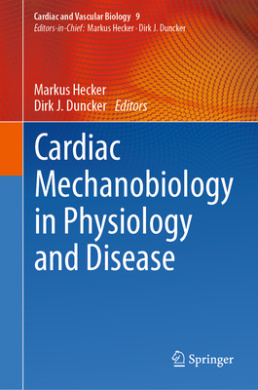 Cardiac and Vascular Biology 9
Editors-in-Chief: Markus Hecker · Dirk J. Duncker
Markus Hecker
Dirk J. Duncker Editors
Cardiac
Mechanobiology
in Physiology
and Disease
Springer